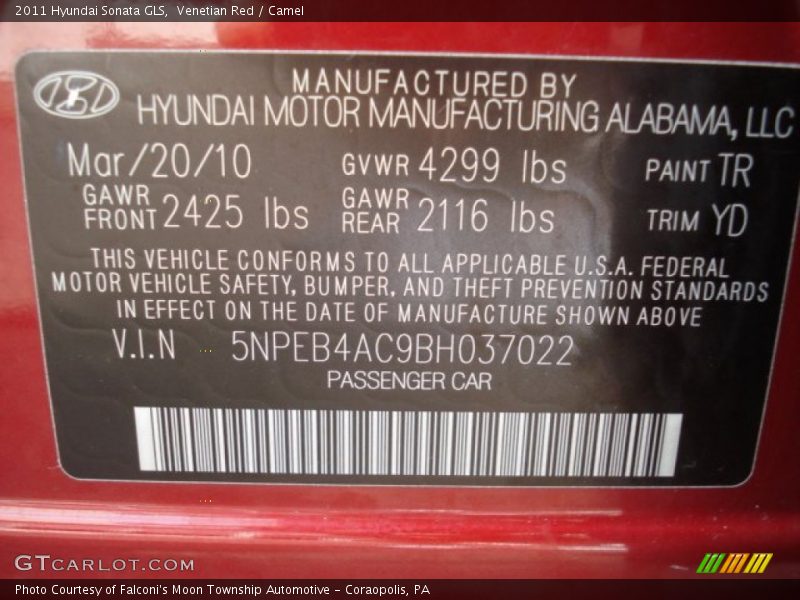 2011 Hyundai Sonata GLS,  Venetian Red / Camel
MANUFACTURED BY
HYUNDAI MOTOR MANUFACTURING ALABAMA, LLC
Mar/20/10 GVWR 4299 lbs PAINT TR
GAWR FRONT 2425 lbs GAWR REAR 2116 lbs TRIM YD
THIS VEHICLE CONFORMS TO ALL APPLICABLE U.S.A. FEDERAL
MOTOR VEHICLE SAFETY, BUMPER, AND THEFT PREVENTION STANDARDS
IN EFFECT ON THE DATE OF MANUFACTURE SHOWN ABOVE
V.I.N 5NPEB4AC9BH037022
PASSENGER CAR
GTCARLOT.COM
Photo Courtesy of Falconi's Moon Township Automotive - Coraopolis, PA